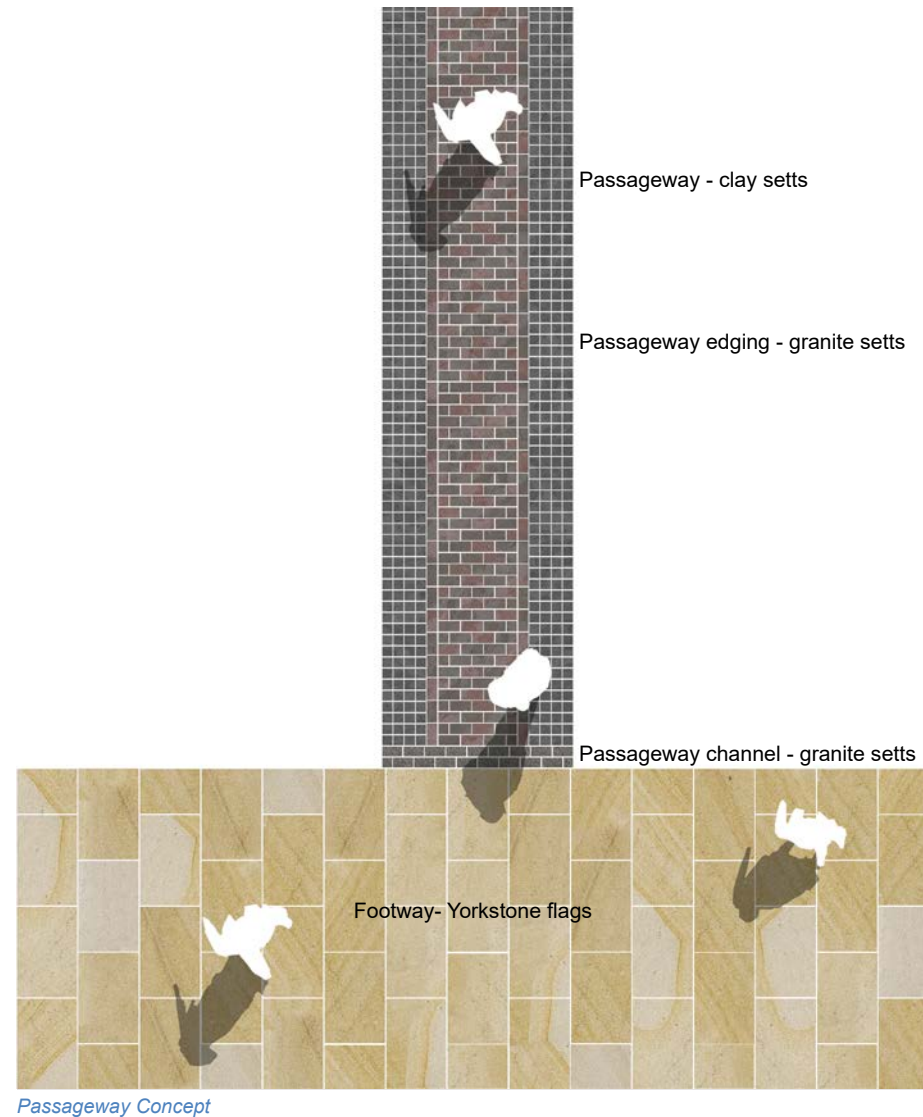 Passageway - clay setts
Passageway edging - granite setts
Passageway channel - granite setts
Footway- Yorkstone flags
Passageway Concept